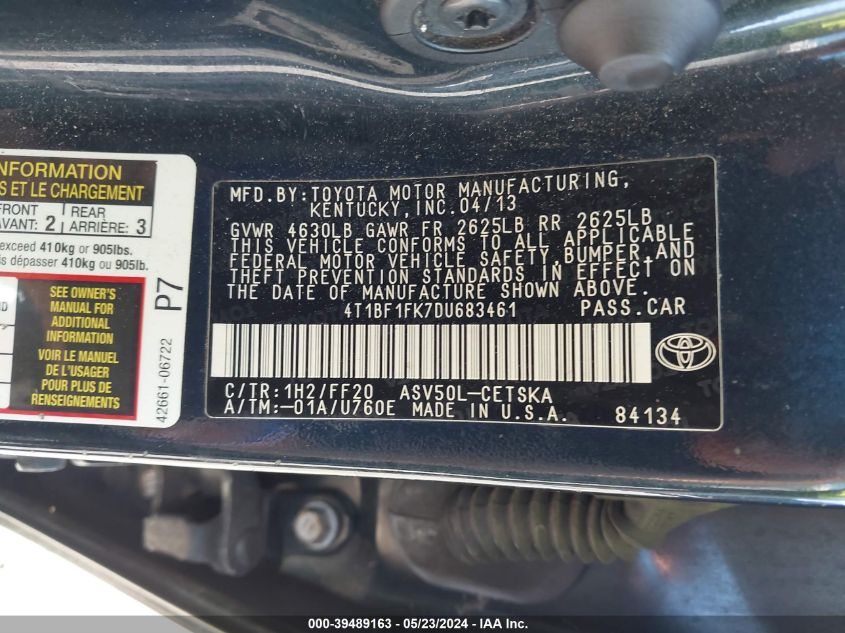 INFORMATION
S ET LE CHARGEMENT
FRONT
AVANT: 2
REAR
ARRIÈRE: 3
exceed 410kg or 905lbs.
is dépasser 410kg ou 905lb.
SEE OWNER'S
MANUAL FOR
ADDITIONAL
INFORMATION
VOIR LE MANUEL
DE L'USAGER
POUR PLUS DE
RENSEIGNEMENTS
P7
42661-06722
MFD.BY:TOYOTA MOTOR MANUFACTURING,
KENTUCKY,INC.04/13
GVWR 4630LB GAWR FR 2625LB RR 2625LB
THIS VEHICLE CONFORMS TO ALL APPLICABLE
FEDERAL MOTOR VEHICLE SAFETY,BUMPER,AND
THEFT PREVENTION STANDARDS IN EFFECT ON
THE DATE OF MANUFACTURE SHOWN ABOVE.
4T1BF1FK7DU683461 PASS.CAR
C/TR:1H2/FF20 ASV50L-CETSKA
A/TM:-01A/U760E MADE IN U.S.A. 84134
000-39489163 - 05/23/2024 - IAA Inc.